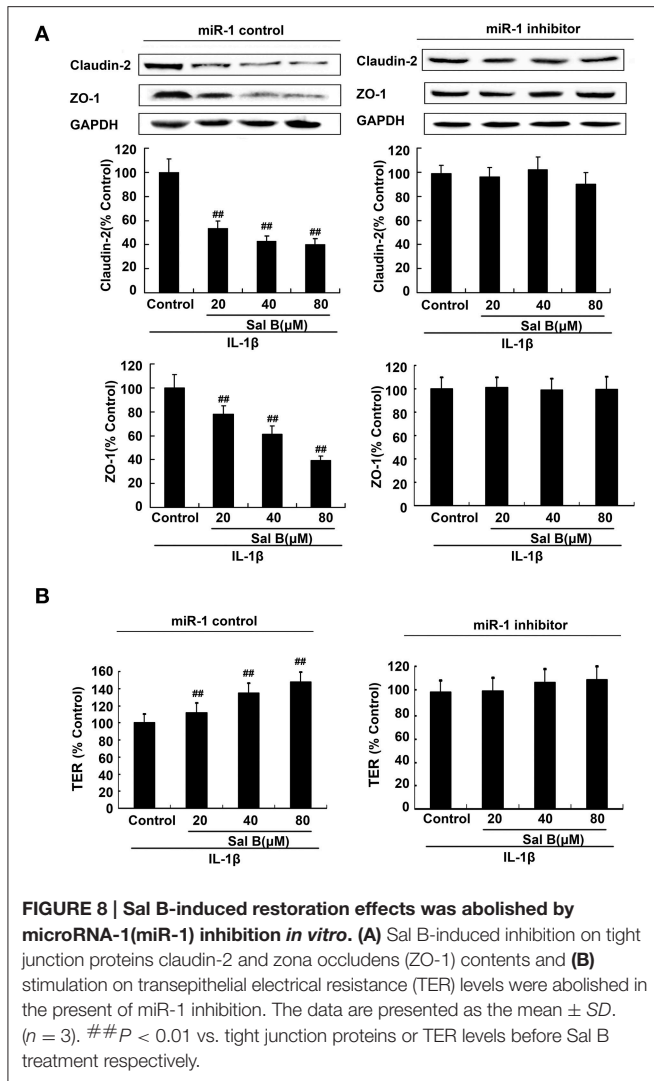 A
miR-1 control
miR-1 inhibitor
Claudin-2
ZO-1
GAPDH
Claudin-2
ZO-1
GAPDH
Claudin-2(% Control)
120
100
80
60
40
20
0
##
##
##
Control 20 40 80
Sal B(µM)
IL-1β
Claudin-2(% Control)
120
100
80
60
40
20
0
Control 20 40 80
Sal B(µM)
IL-1β
ZO-1(% Control)
120
100
80
60
40
20
0
##
##
##
Control 20 40 80
Sal B(µM)
IL-1β
ZO-1(% Control)
120
100
80
60
40
20
0
Control 20 40 80
Sal B(µM)
IL-1β
B
miR-1 control
miR-1 inhibitor
TER (% Control)
160
140
120
100
80
60
40
20
0
##
##
##
Control 20 40 80
Sal B(µM)
IL-1β
TER (% Control)
120
100
80
60
40
20
0
Control 20 40 80
Sal B(µM)
IL-1β
FIGURE 8 | Sal B-induced restoration effects was abolished by
microRNA-1(miR-1) inhibition in vitro. (A) Sal B-induced inhibition on tight
junction proteins claudin-2 and zona occludens (ZO-1) contents and (B)
stimulation on transepithelial electrical resistance (TER) levels were abolished in
the present of miR-1 inhibition. The data are presented as the mean ± SD.
(n = 3). ##P < 0.01 vs. tight junction proteins or TER levels before Sal B
treatment respectively.